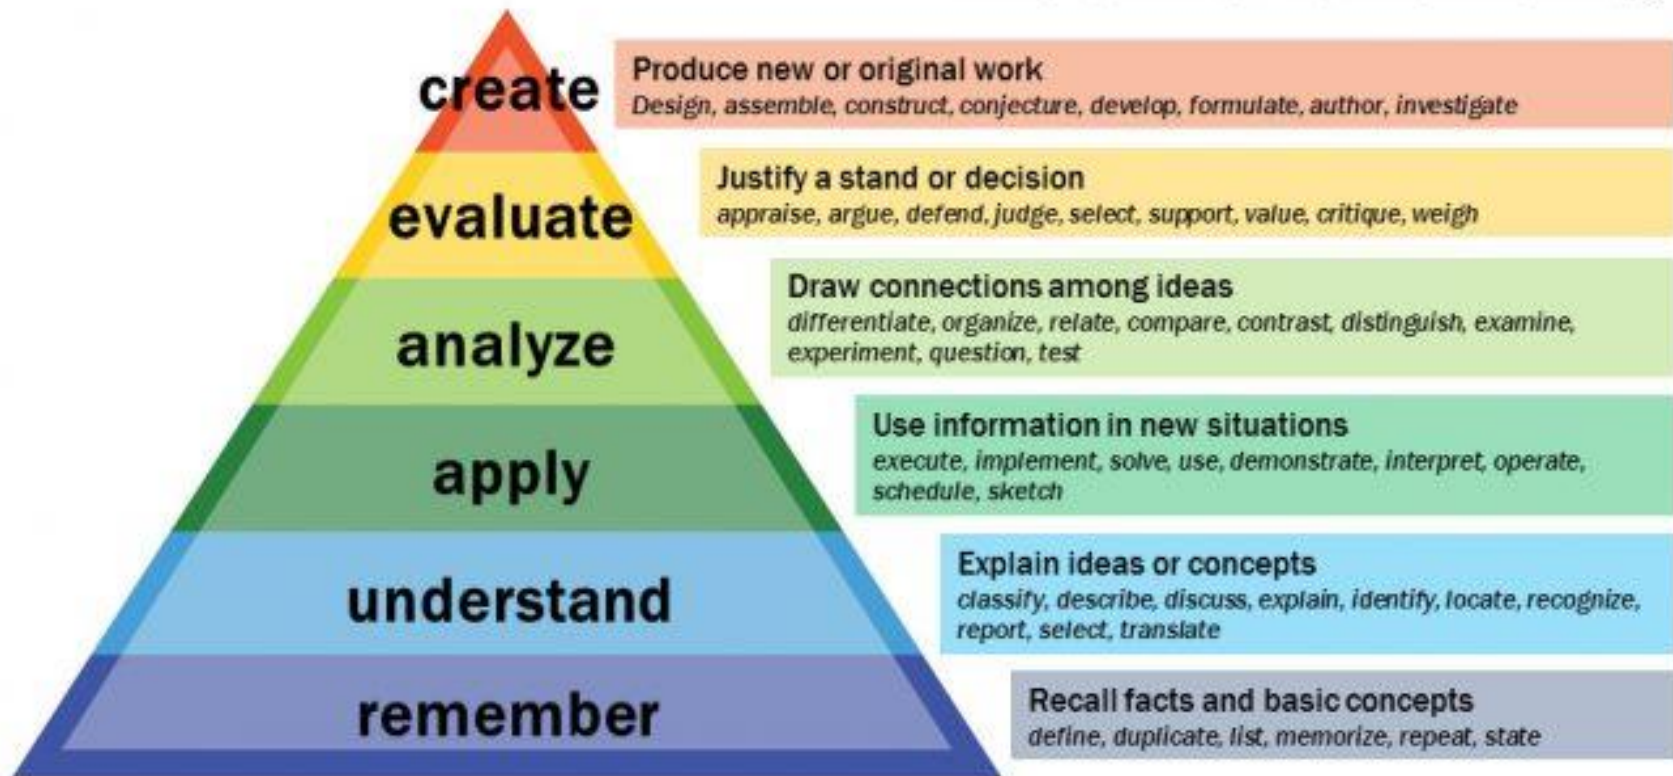 create
Produce new or original work
Design, assemble, construct, conjecture, develop, formulate, author, investigate
evaluate
Justify a stand or decision
appraise, argue, defend, judge, select, support, value, critique, weigh
analyze
Draw connections among ideas
differentiate, organize, relate, compare, contrast, distinguish, examine,
experiment, question, test
apply
Use information in new situations
execute, implement, solve, use, demonstrate, interpret, operate,
schedule, sketch
understand
Explain ideas or concepts
classify, describe, discuss, explain, identify, locate, recognize,
report, select, translate
remember
Recall facts and basic concepts
define, duplicate, list, memorize, repeat, state